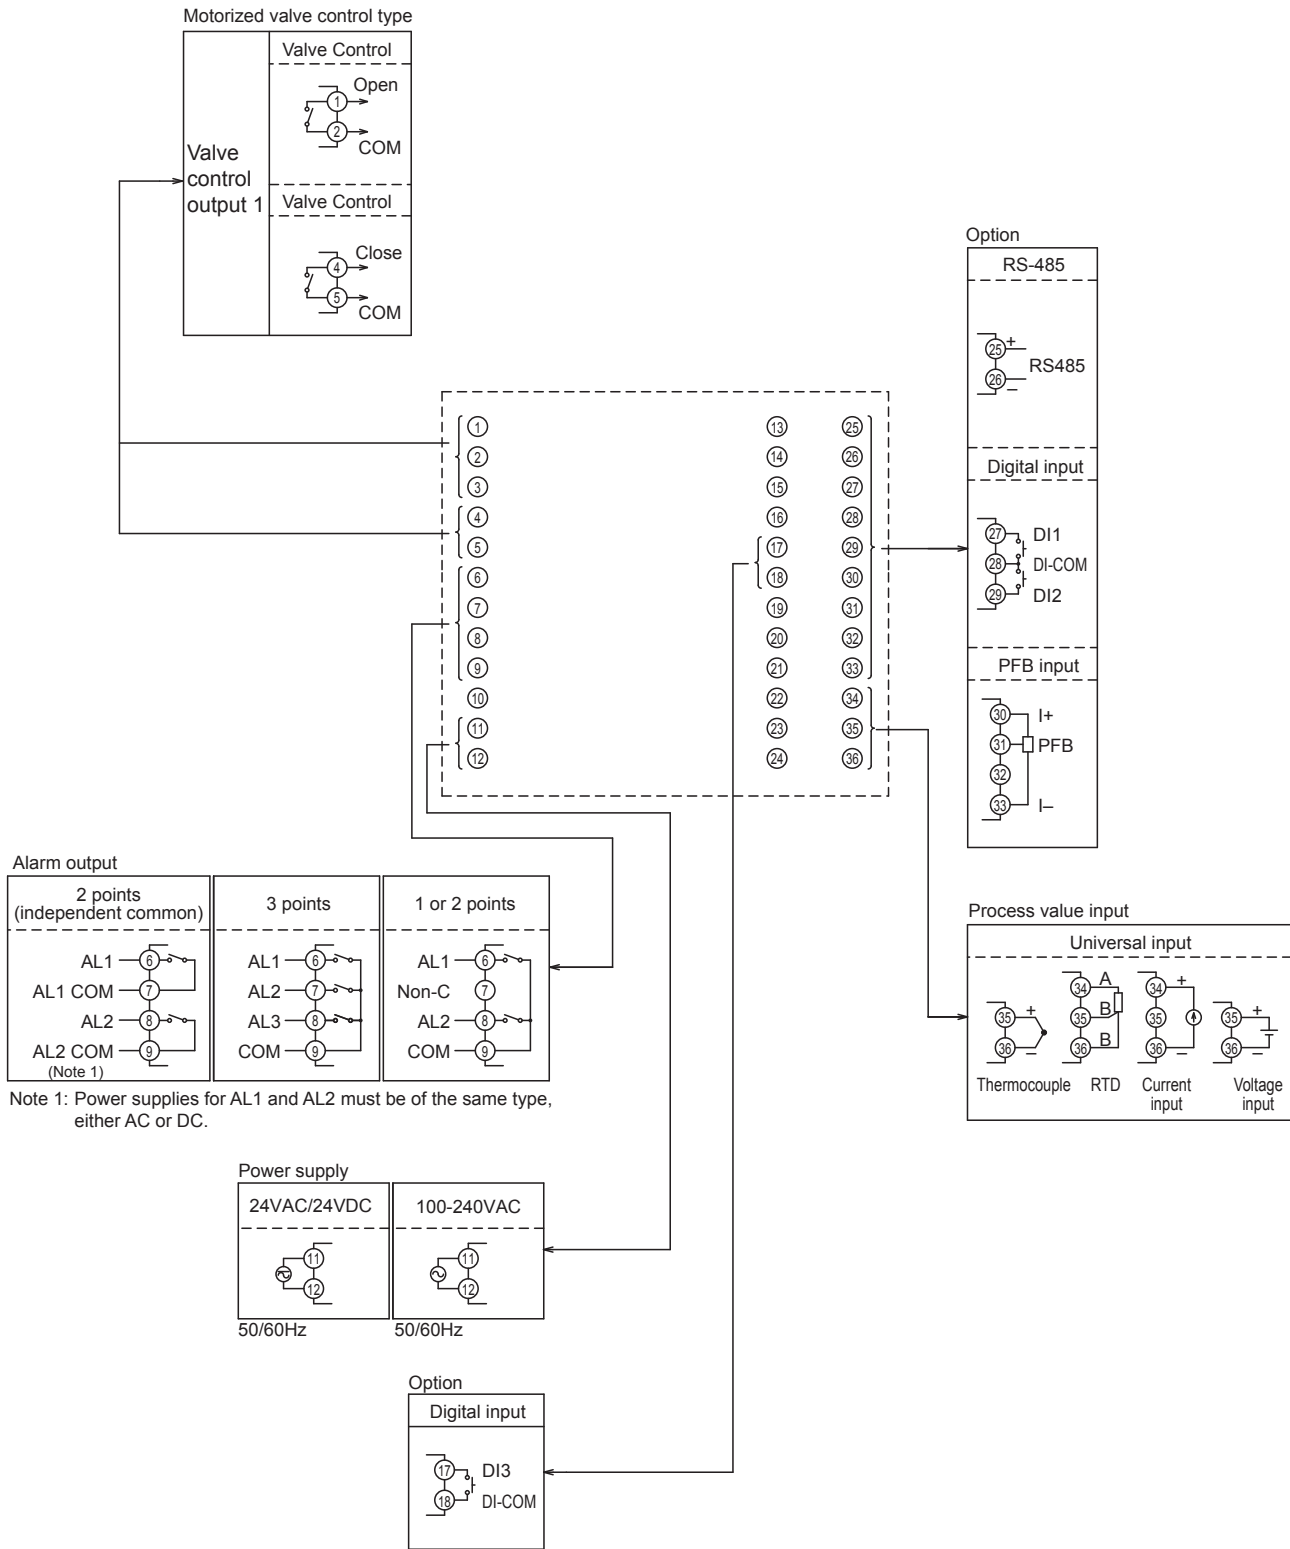 Motorized valve control type
Valve Control
① Open
② COM
Valve
control
output 1
Valve Control
④ Close
⑤ COM
Option
RS-485
㉕ +
RS485
㉖ –
Digital input
㉗ DI1
㉘ DI-COM
㉙ DI2
PFB input
㉚ I+
㉛ PFB
㉜
㉝ I–
① ⑬ ㉕
② ⑭ ㉖
③ ⑮ ㉗
④ ⑯ ㉘
⑤ ⑰ ㉙
⑥ ⑱ ㉚
⑦ ⑲ ㉛
⑧ ⑳ ㉜
⑨ ㉑ ㉝
⑩ ㉒ ㉞
⑪ ㉓ ㉟
⑫ ㉔ ㊱
Alarm output
2 points
(independent common)
AL1 ⑥
AL1 COM ⑦
AL2 ⑧
AL2 COM ⑨
(Note 1)
3 points
AL1 ⑥
AL2 ⑦
AL3 ⑧
COM ⑨
1 or 2 points
AL1 ⑥
Non-C ⑦
AL2 ⑧
COM ⑨
Note 1: Power supplies for AL1 and AL2 must be of the same type,
either AC or DC.
Process value input
Universal input
㉟ +
㊱ –
Thermocouple
㉞ A
㉟ B
㊱ B
RTD
㉞ +
㉟
㊱ –
Current
input
㉟ +
㊱ –
Voltage
input
Power supply
24VAC/24VDC
⑪
⑫
50/60Hz
100-240VAC
⑪
⑫
50/60Hz
Option
Digital input
⑰ DI3
⑱ DI-COM